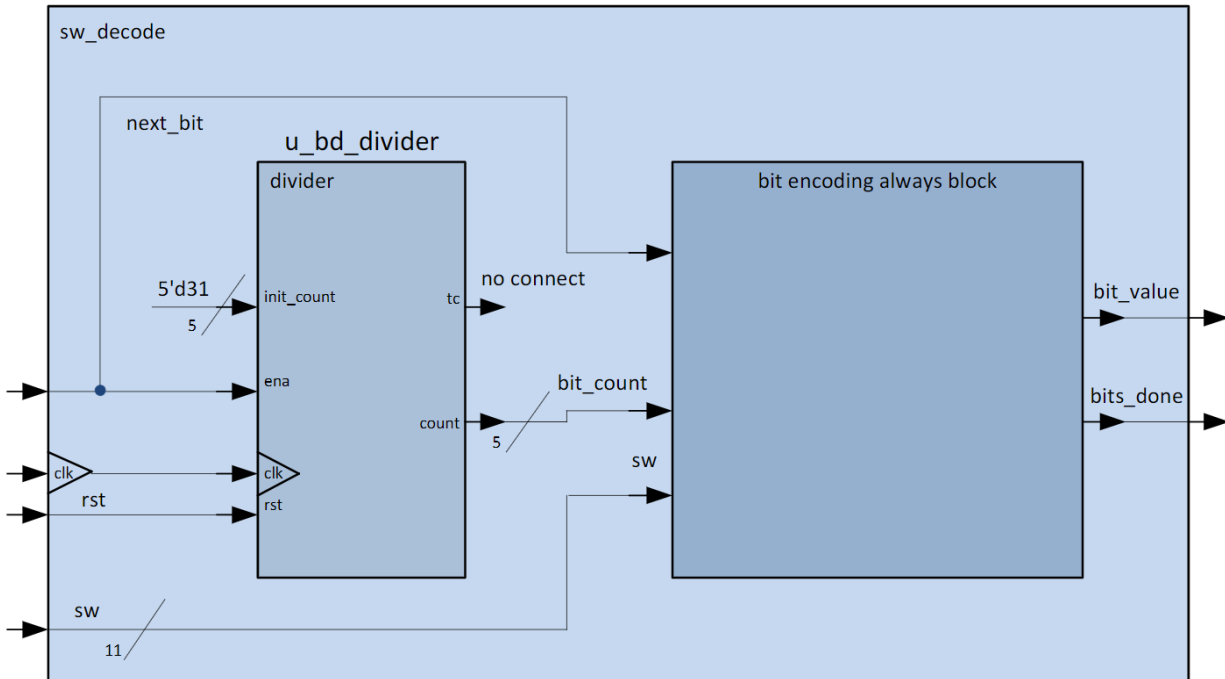 sw_decode
next_bit
u_bd_divider
divider
bit encoding always block
5'd31
5
init_count
tc
no connect
bit_value
ena
bit_count
bits_done
count
5
clk
clk
sw
rst
rst
sw
11